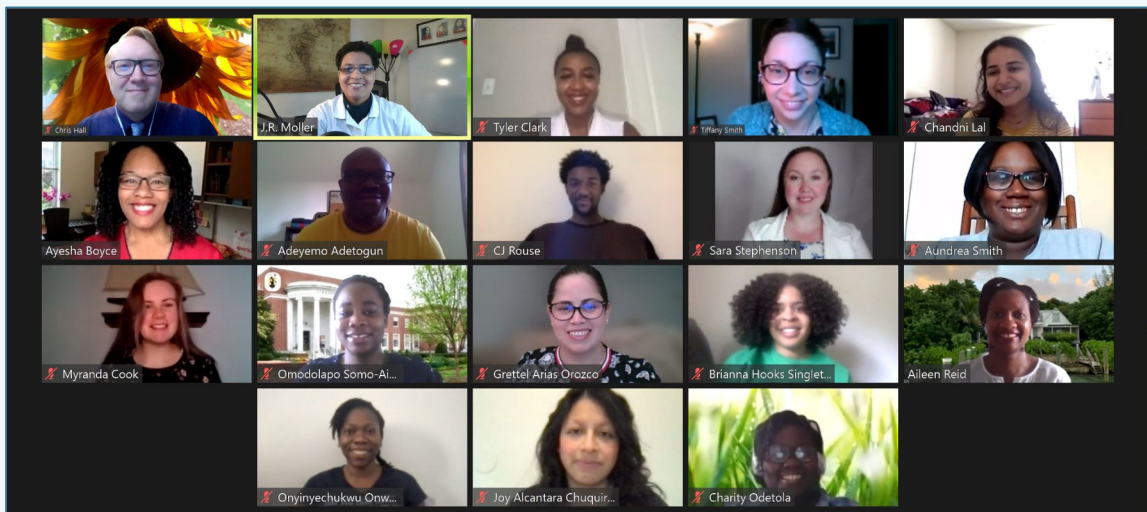 Chris Hall
J.R. Moller
Tyler Clark
Tiffany Smith
Chandni Lal
Ayesha Boyce
Adeyemo Adetogun
CJ Rouse
Sara Stephenson
Aundrea Smith
Myranda Cook
Omodolapo Somo-Ai...
Grettel Arias Orozco
Brianna Hooks Singlet...
Aileen Reid
Onyinyechukwu Onw...
Joy Alcantara Chuquir...
Charity Odetola